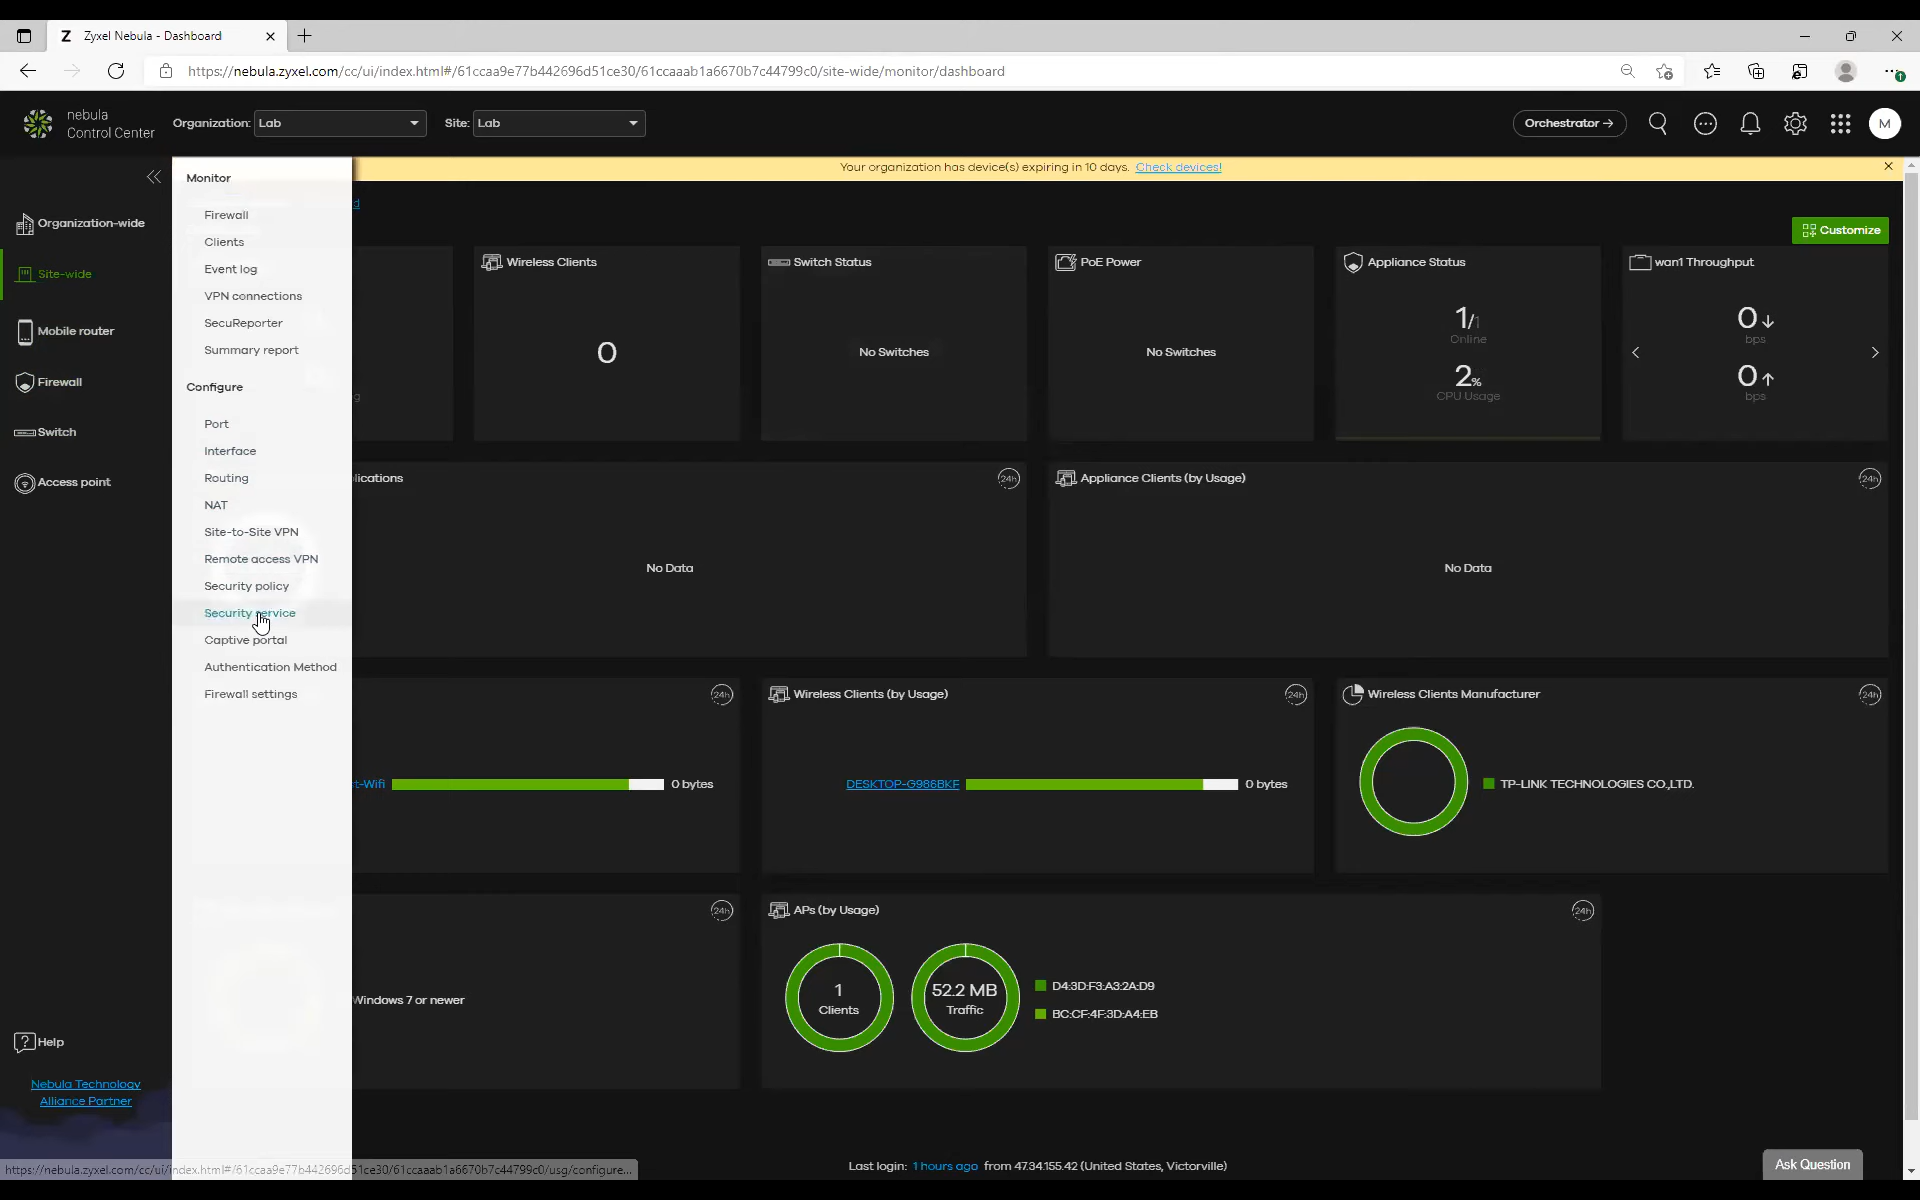 Zyxel Nebula - Dashboard
https://nebula.zyxel.com/cc/ui/index.html#/61ccaa9e77b442696d51ce30/61ccaaab1a6670b7c44799c0/site-wide/monitor/dashboard
nebula
Control Center
Organization: Lab
Site: Lab
Orchestrator →
M
Your organization has device(s) expiring in 10 days. Check devices!
Organization-wide
Site-wide
Mobile router
Firewall
Switch
Access point
Help
Nebula Technology
Alliance Partner
Monitor
Firewall
Clients
Event log
VPN connections
SecuReporter
Summary report
Configure
Port
Interface
Routing
NAT
Site-to-Site VPN
Remote access VPN
Security policy
Security service
Captive portal
Authentication Method
Firewall settings
d
Customize
g
Wireless Clients
0
Switch Status
No Switches
PoE Power
No Switches
Appliance Status
1/1
Online
2%
CPU Usage
wan1 Throughput
0
bps
0
bps
lications
24h
No Data
Appliance Clients (by Usage)
24h
No Data
24h
t-Wifi
0 bytes
Wireless Clients (by Usage)
24h
DESKTOP-G986BKF
0 bytes
Wireless Clients Manufacturer
24h
TP-LINK TECHNOLOGIES CO.,LTD.
24h
Windows 7 or newer
APs (by Usage)
24h
1
Clients
52.2 MB
Traffic
D4:3D:F3:A3:2A:D9
BC:CF:4F:3D:A4:EB
https://nebula.zyxel.com/cc/ui/index.html#/61ccaa9e77b442696d51ce30/61ccaaab1a6670b7c44799c0/usg/configure...
Last login: 1 hours ago from 47.34.155.42 (United States, Victorville)
Ask Question